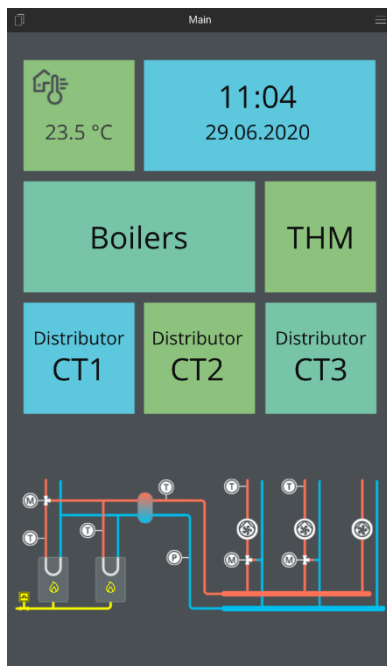 Main
23.5 °C
11:04
29.06.2020
Boilers
THM
Distributor
CT1
Distributor
CT2
Distributor
CT3
T
T
T
M
T
T
P
M
M